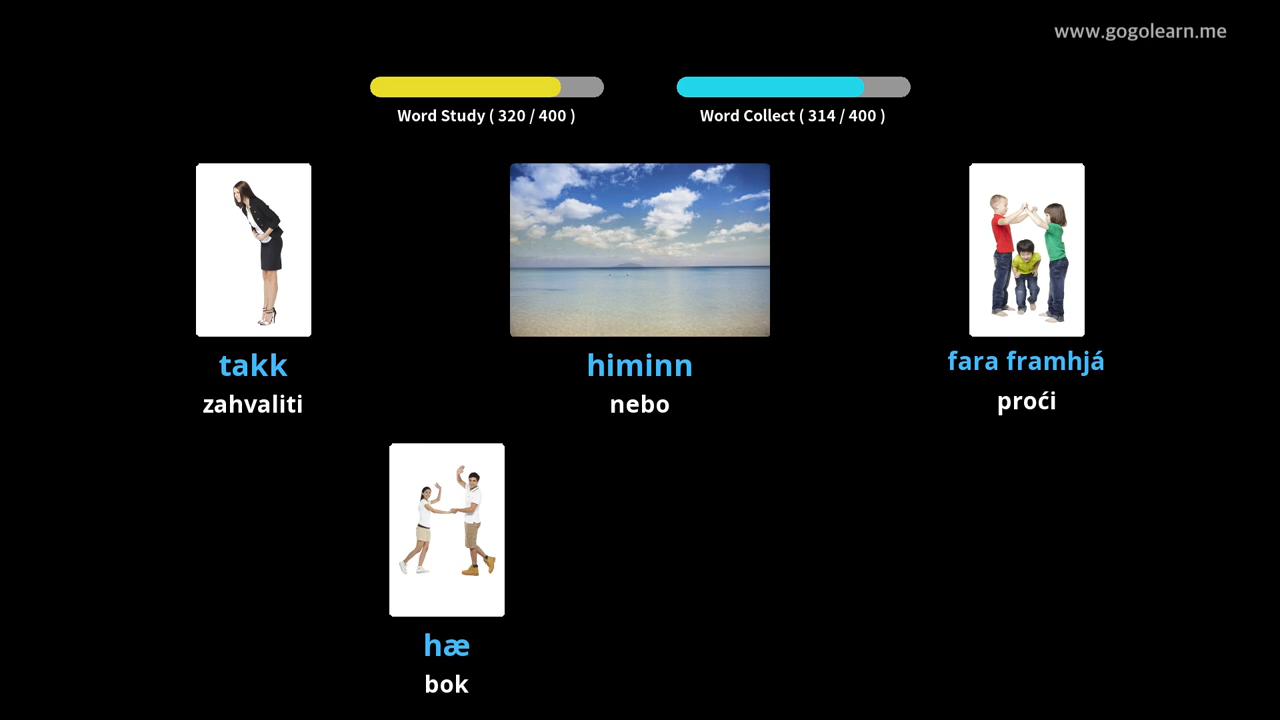 www.gogolearn.me
Word Study ( 320 / 400 )
Word Collect ( 314 / 400 )
takk
zahvaliti
himinn
nebo
fara framhjá
proći
hæ
bok